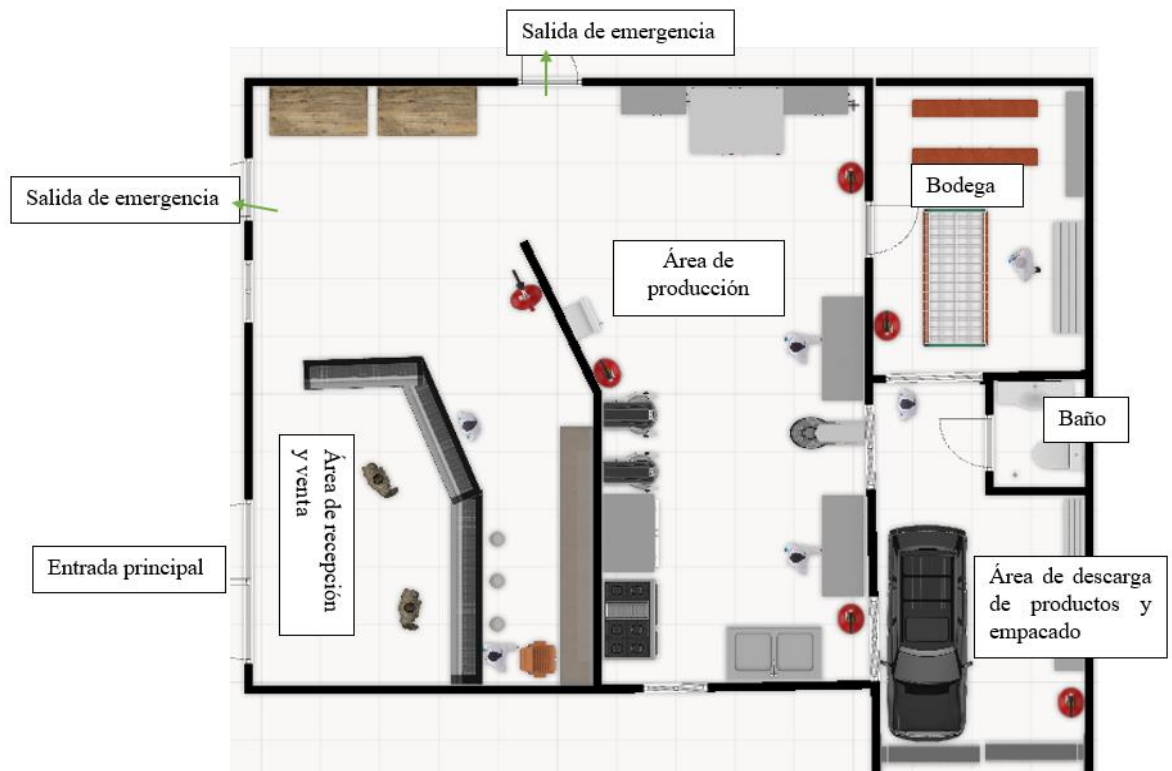 Salida de emergencia
Salida de emergencia
Bodega
Área de
producción
Baño
Área de recepción
y venta
Entrada principal
Área de descarga
de productos y
empacado